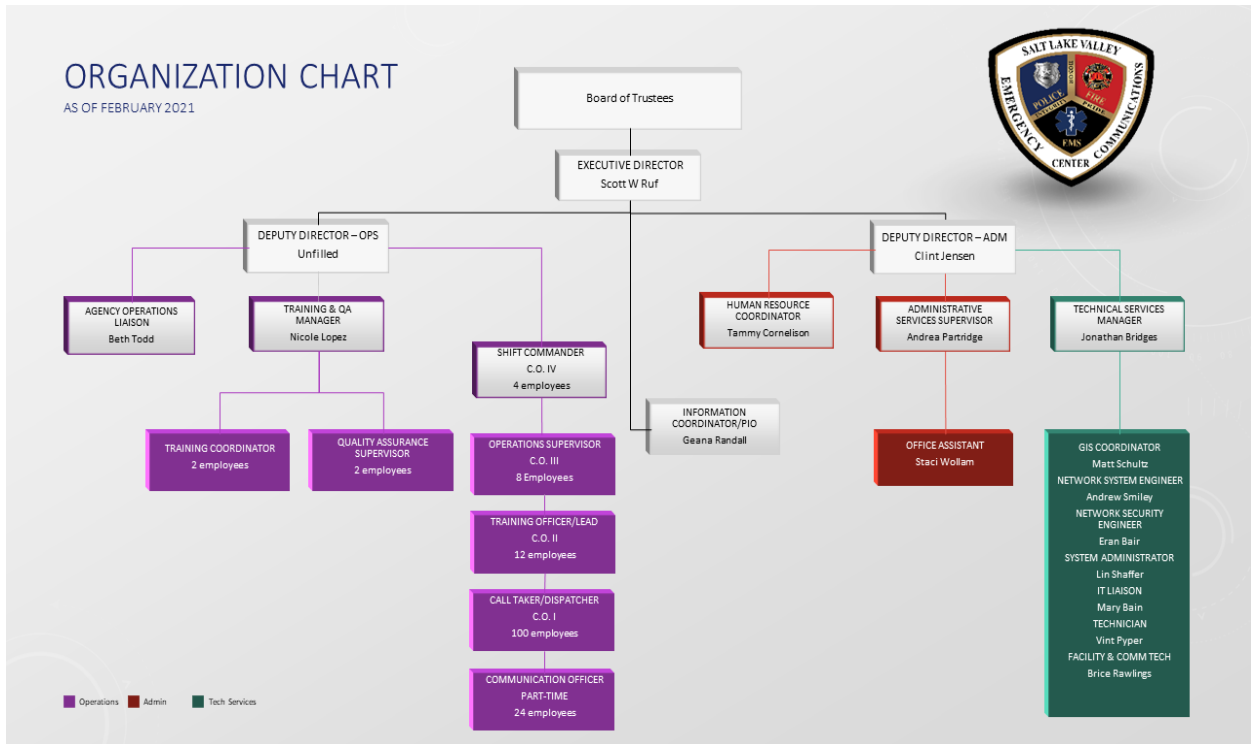 ORGANIZATION CHART
AS OF FEBRUARY 2021
SALT LAKE VALLEY
EMERGENCY
COMMUNICATIONS
CENTER
HONOR
POLICE
FIRE
INTEGRITY
PRIDE
EMS
Board of Trustees
EXECUTIVE DIRECTOR
Scott W Ruf
DEPUTY DIRECTOR – OPS
Unfilled
DEPUTY DIRECTOR – ADM
Clint Jensen
AGENCY OPERATIONS
LIAISON
Beth Todd
TRAINING & QA
MANAGER
Nicole Lopez
SHIFT COMMANDER
C.O. IV
4 employees
HUMAN RESOURCE
COORDINATOR
Tammy Cornelison
ADMINISTRATIVE
SERVICES SUPERVISOR
Andrea Partridge
TECHNICAL SERVICES
MANAGER
Jonathan Bridges
INFORMATION
COORDINATOR/PIO
Geana Randall
TRAINING COORDINATOR
2 employees
QUALITY ASSURANCE
SUPERVISOR
2 employees
OPERATIONS SUPERVISOR
C.O. III
8 Employees
TRAINING OFFICER/LEAD
C.O. II
12 employees
CALL TAKER/DISPATCHER
C.O. I
100 employees
COMMUNICATION OFFICER
PART-TIME
24 employees
OFFICE ASSISTANT
Staci Wollam
GIS COORDINATOR
Matt Schultz
NETWORK SYSTEM ENGINEER
Andrew Smiley
NETWORK SECURITY
ENGINEER
Eran Bair
SYSTEM ADMINISTRATOR
Lin Shaffer
IT LIAISON
Mary Bain
TECHNICIAN
Vint Pyper
FACILITY & COMM TECH
Brice Rawlings
Operations
Admin
Tech Services